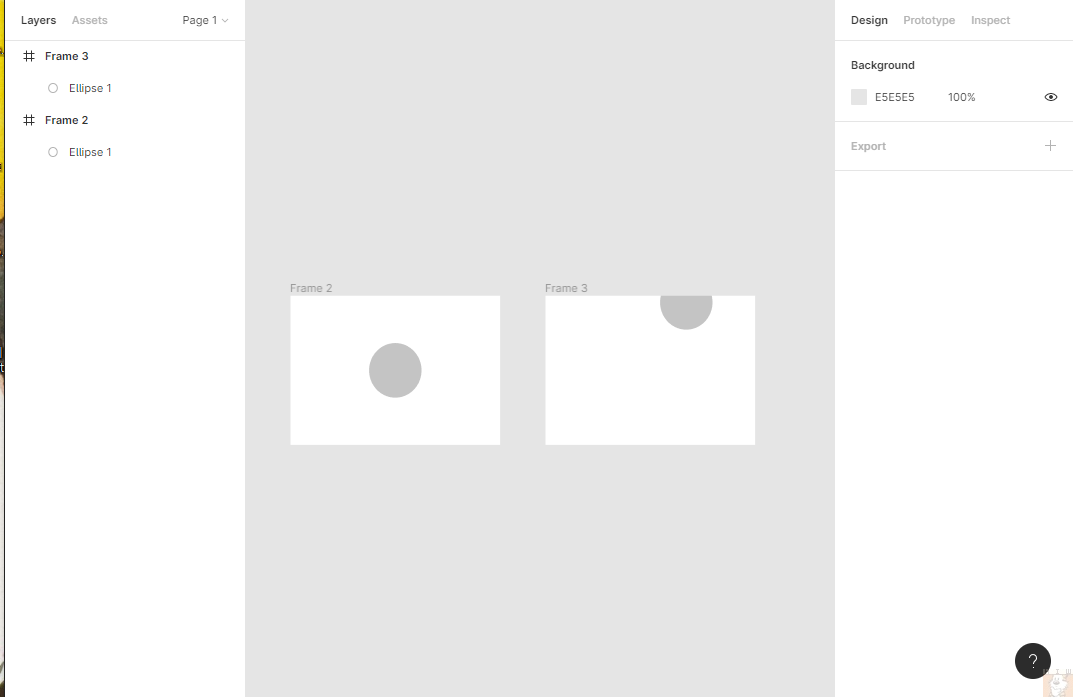 Layers Assets Page 1
Frame 3
Ellipse 1
Frame 2
Ellipse 1
Frame 2
Frame 3
Design Prototype Inspect
Background
E5E5E5 100%
Export
?